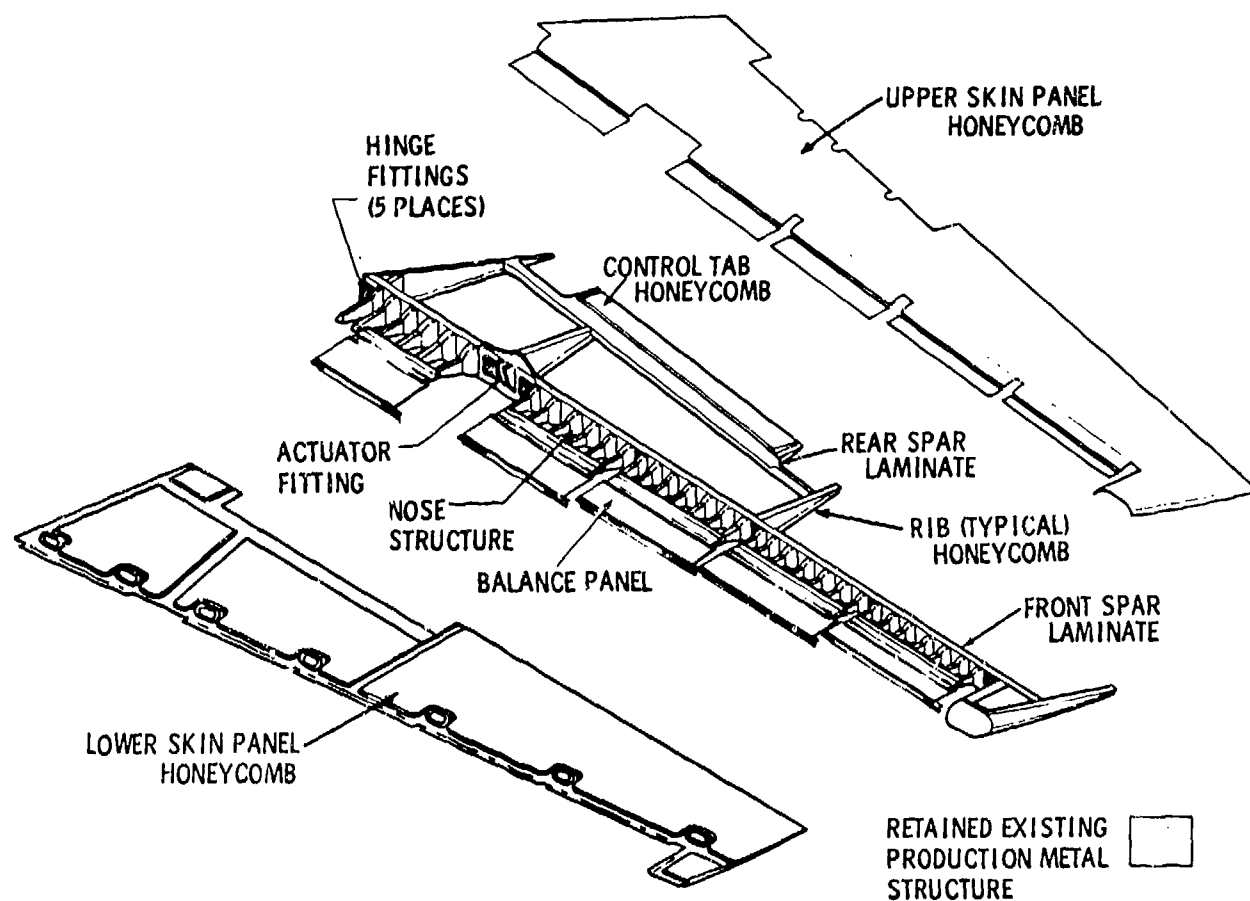 UPPER SKIN PANEL
HONEYCOMB
HINGE
FITTINGS
(5 PLACES)
CONTROL TAB
HONEYCOMB
ACTUATOR
FITTING
NOSE
STRUCTURE
BALANCE PANEL
REAR SPAR
LAMINATE
RIB (TYPICAL)
HONEYCOMB
FRONT SPAR
LAMINATE
LOWER SKIN PANEL
HONEYCOMB
RETAINED EXISTING
PRODUCTION METAL
STRUCTURE